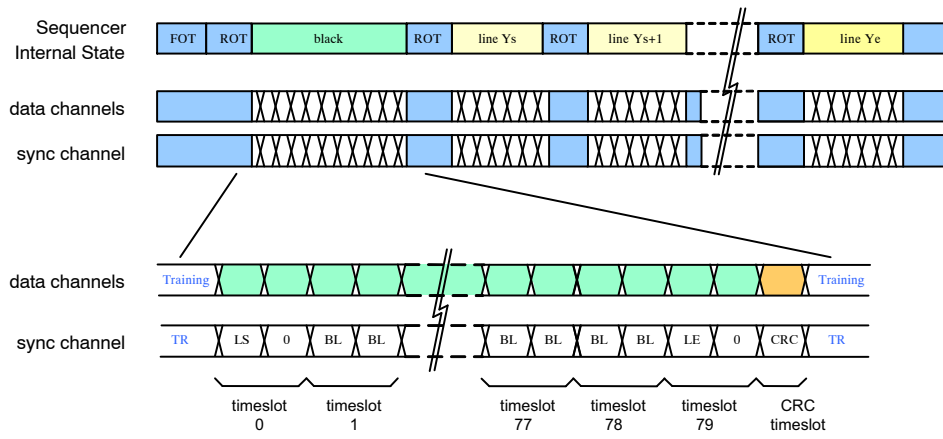 Sequencer
Internal State
FOT ROT black ROT line Ys ROT line Ys+1 ROT line Ye
data channels
sync channel
data channels Training Training
sync channel TR LS 0 BL BL BL BL BL BL LE 0 CRC TR
timeslot timeslot timeslot timeslot timeslot CRC
0 1 77 78 79 timeslot